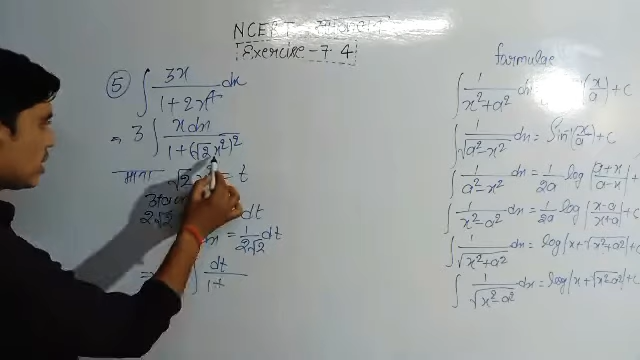 NCERT
Exercise-7.4
⑤ ∫ 3x / 1 + 2x⁴ dx
⇒ 3 ∫ x dx / 1 + (√2 x²)²
माना √2 = t
2√2 dt
= 1/2√2 dt
∫ dt / 1+
formulae
∫ 1 / x² + a² dx (x/a) + c
∫ 1 / √a² - x² dx = Sin⁻¹(x/a) + c
∫ 1 / a² - x² dx = 1/2a log |a+x / a-x| +
∫ 1 / x² - a² dx = 1/2a log |x-a / x+a| +
∫ 1 / √x² + a² dx = log |x + √x² + a²| + c
∫ 1 / √x² - a² dx = log |x + √x² - a²| + c